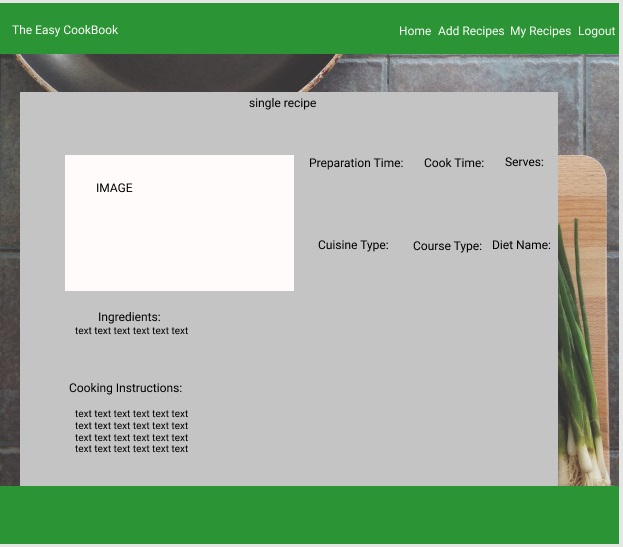 The Easy CookBook
Home Add Recipes My Recipes Logout
single recipe
IMAGE
Preparation Time: Cook Time: Serves:
Cuisine Type: Course Type: Diet Name:
Ingredients:
text text text text text text
Cooking Instructions:
text text text text text text
text text text text text text
text text text text text text
text text text text text text